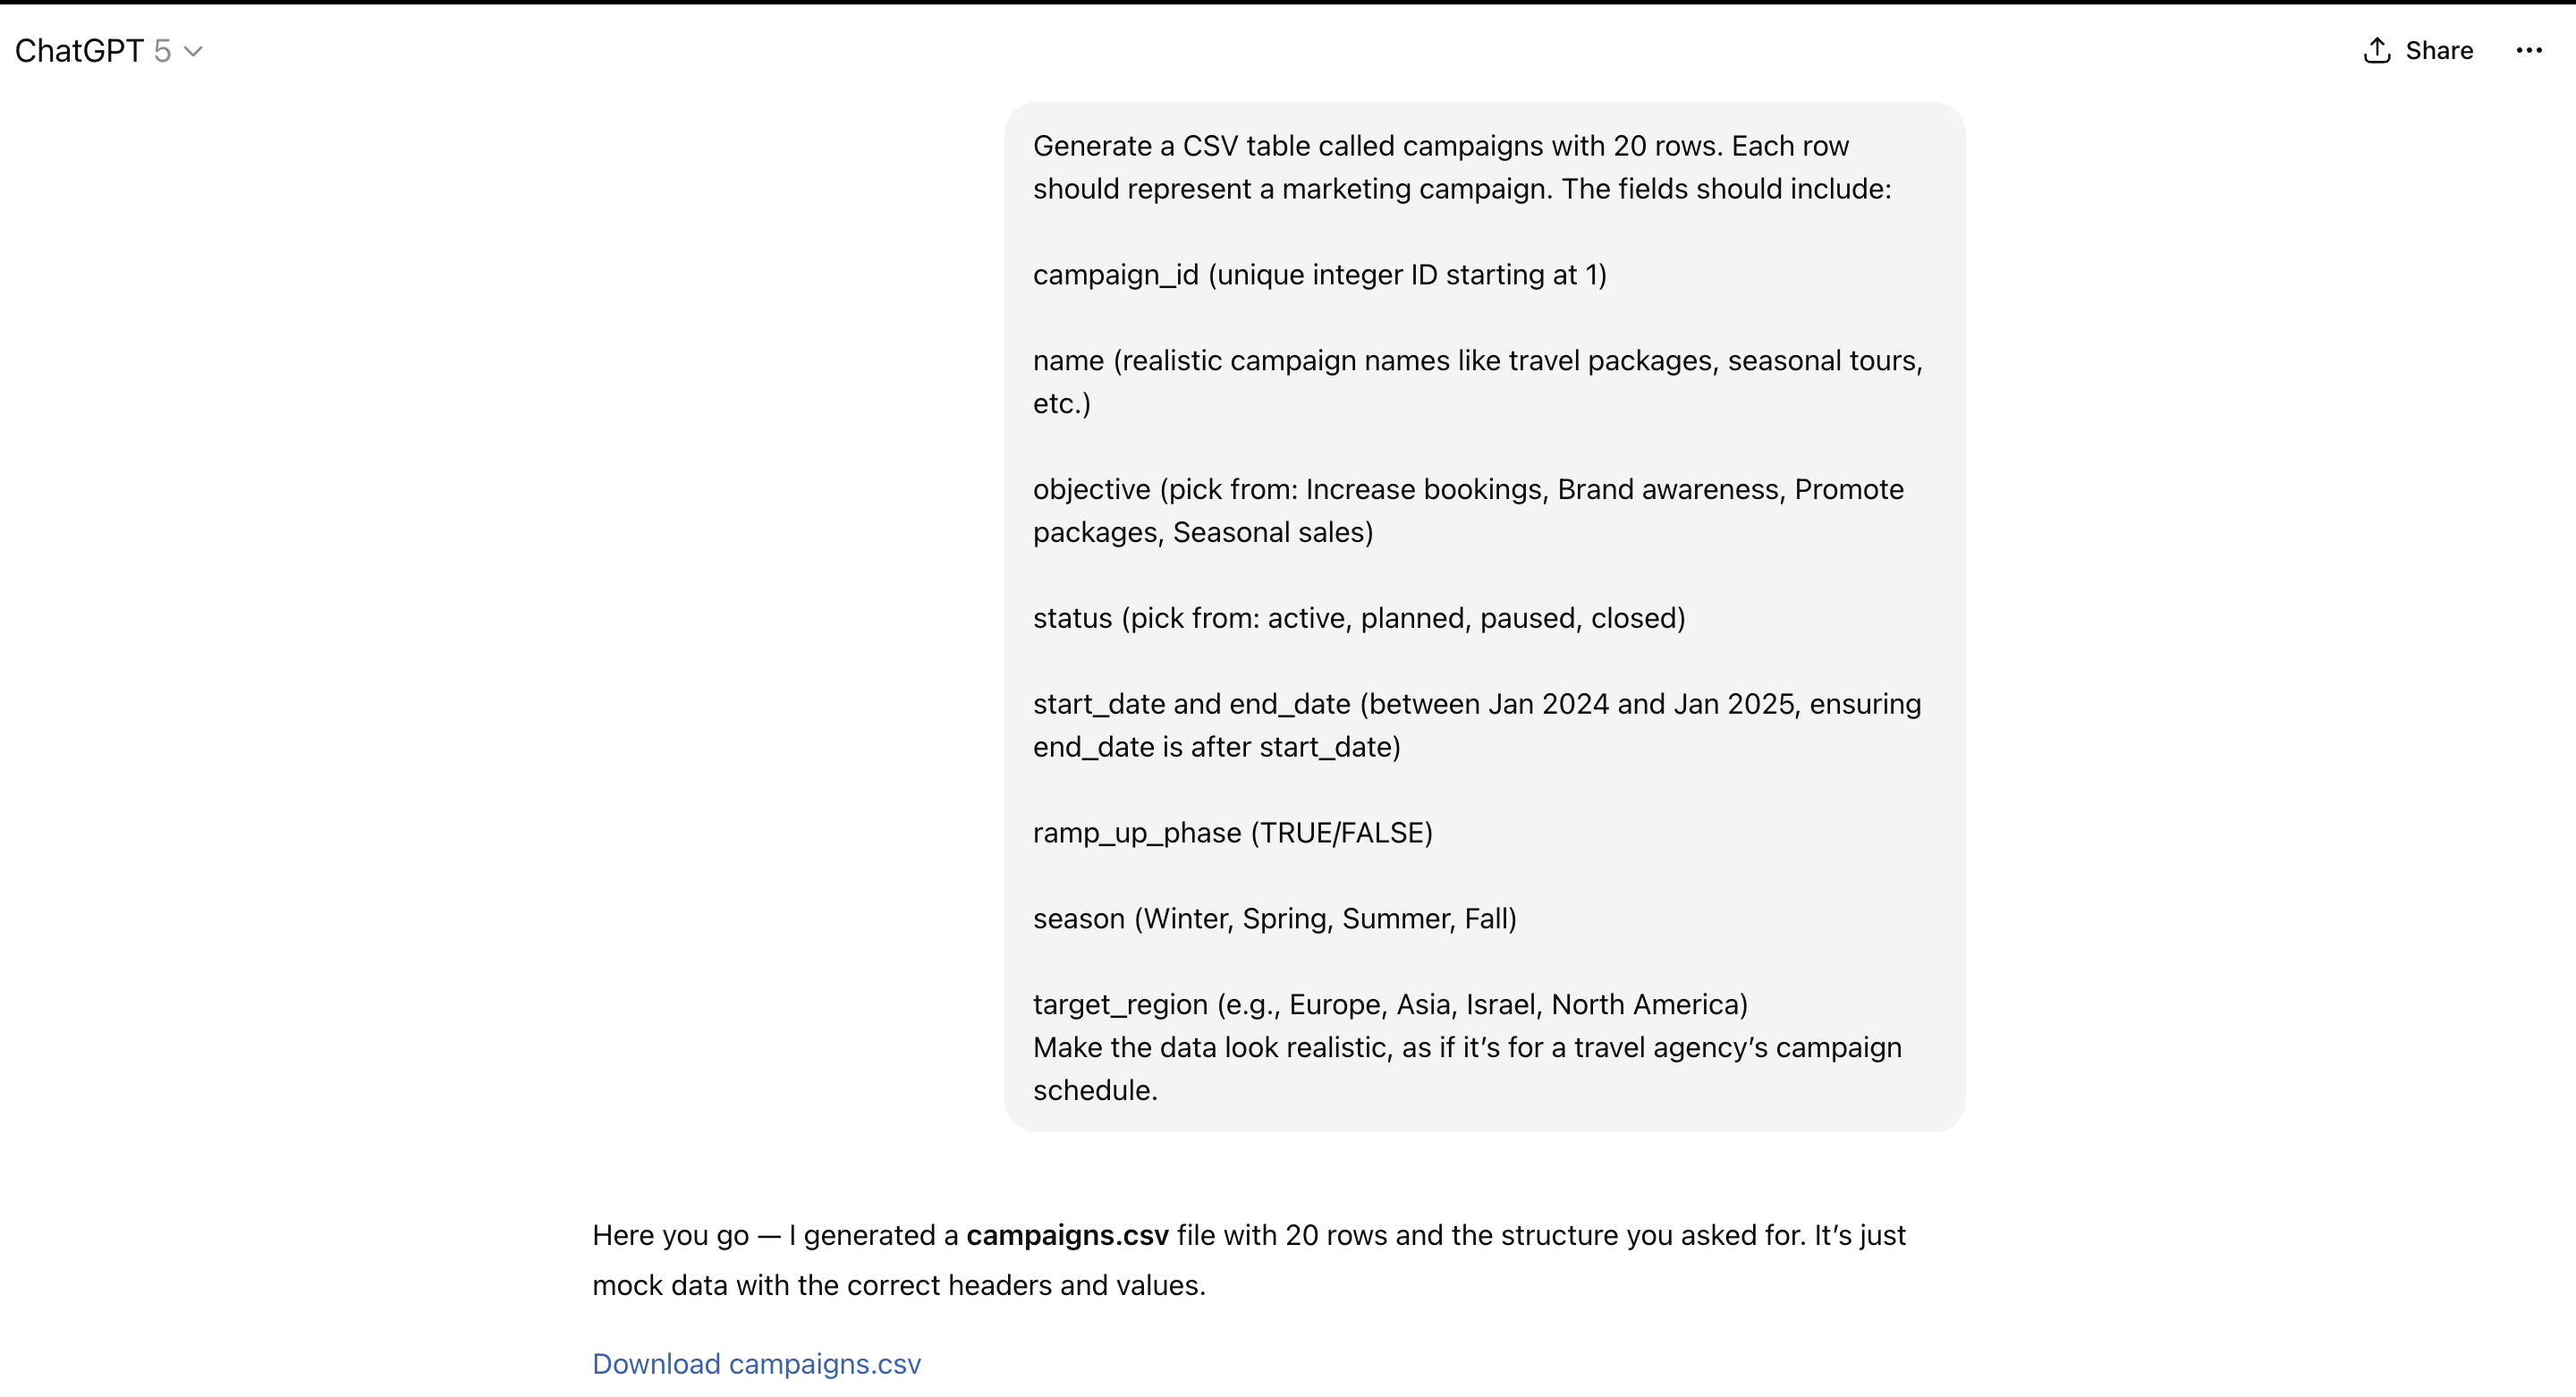 ChatGPT 5
Share
Generate a CSV table called campaigns with 20 rows. Each row
should represent a marketing campaign. The fields should include:
campaign_id (unique integer ID starting at 1)
name (realistic campaign names like travel packages, seasonal tours,
etc.)
objective (pick from: Increase bookings, Brand awareness, Promote
packages, Seasonal sales)
status (pick from: active, planned, paused, closed)
start_date and end_date (between Jan 2024 and Jan 2025, ensuring
end_date is after start_date)
ramp_up_phase (TRUE/FALSE)
season (Winter, Spring, Summer, Fall)
target_region (e.g., Europe, Asia, Israel, North America)
Make the data look realistic, as if it’s for a travel agency’s campaign
schedule.
Here you go — I generated a campaigns.csv file with 20 rows and the structure you asked for. It’s just
mock data with the correct headers and values.
Download campaigns.csv